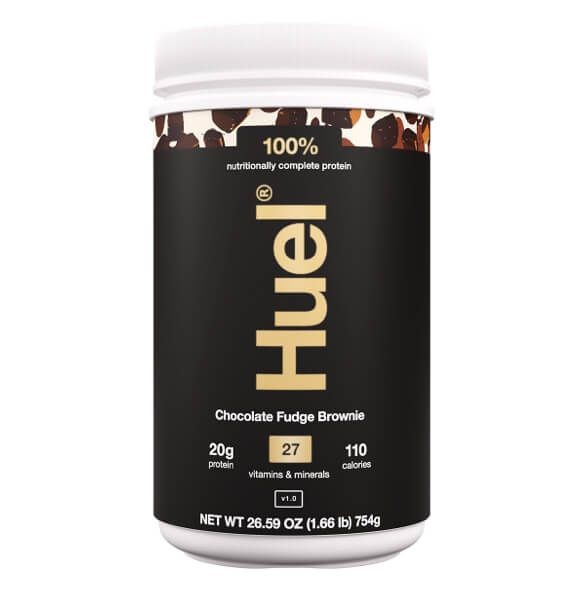 100%
nutritionally complete protein
Huel®
Chocolate Fudge Brownie
20g
protein
27
vitamins & minerals
110
calories
v1.0
NET WT 26.59 OZ (1.66 lb) 754g